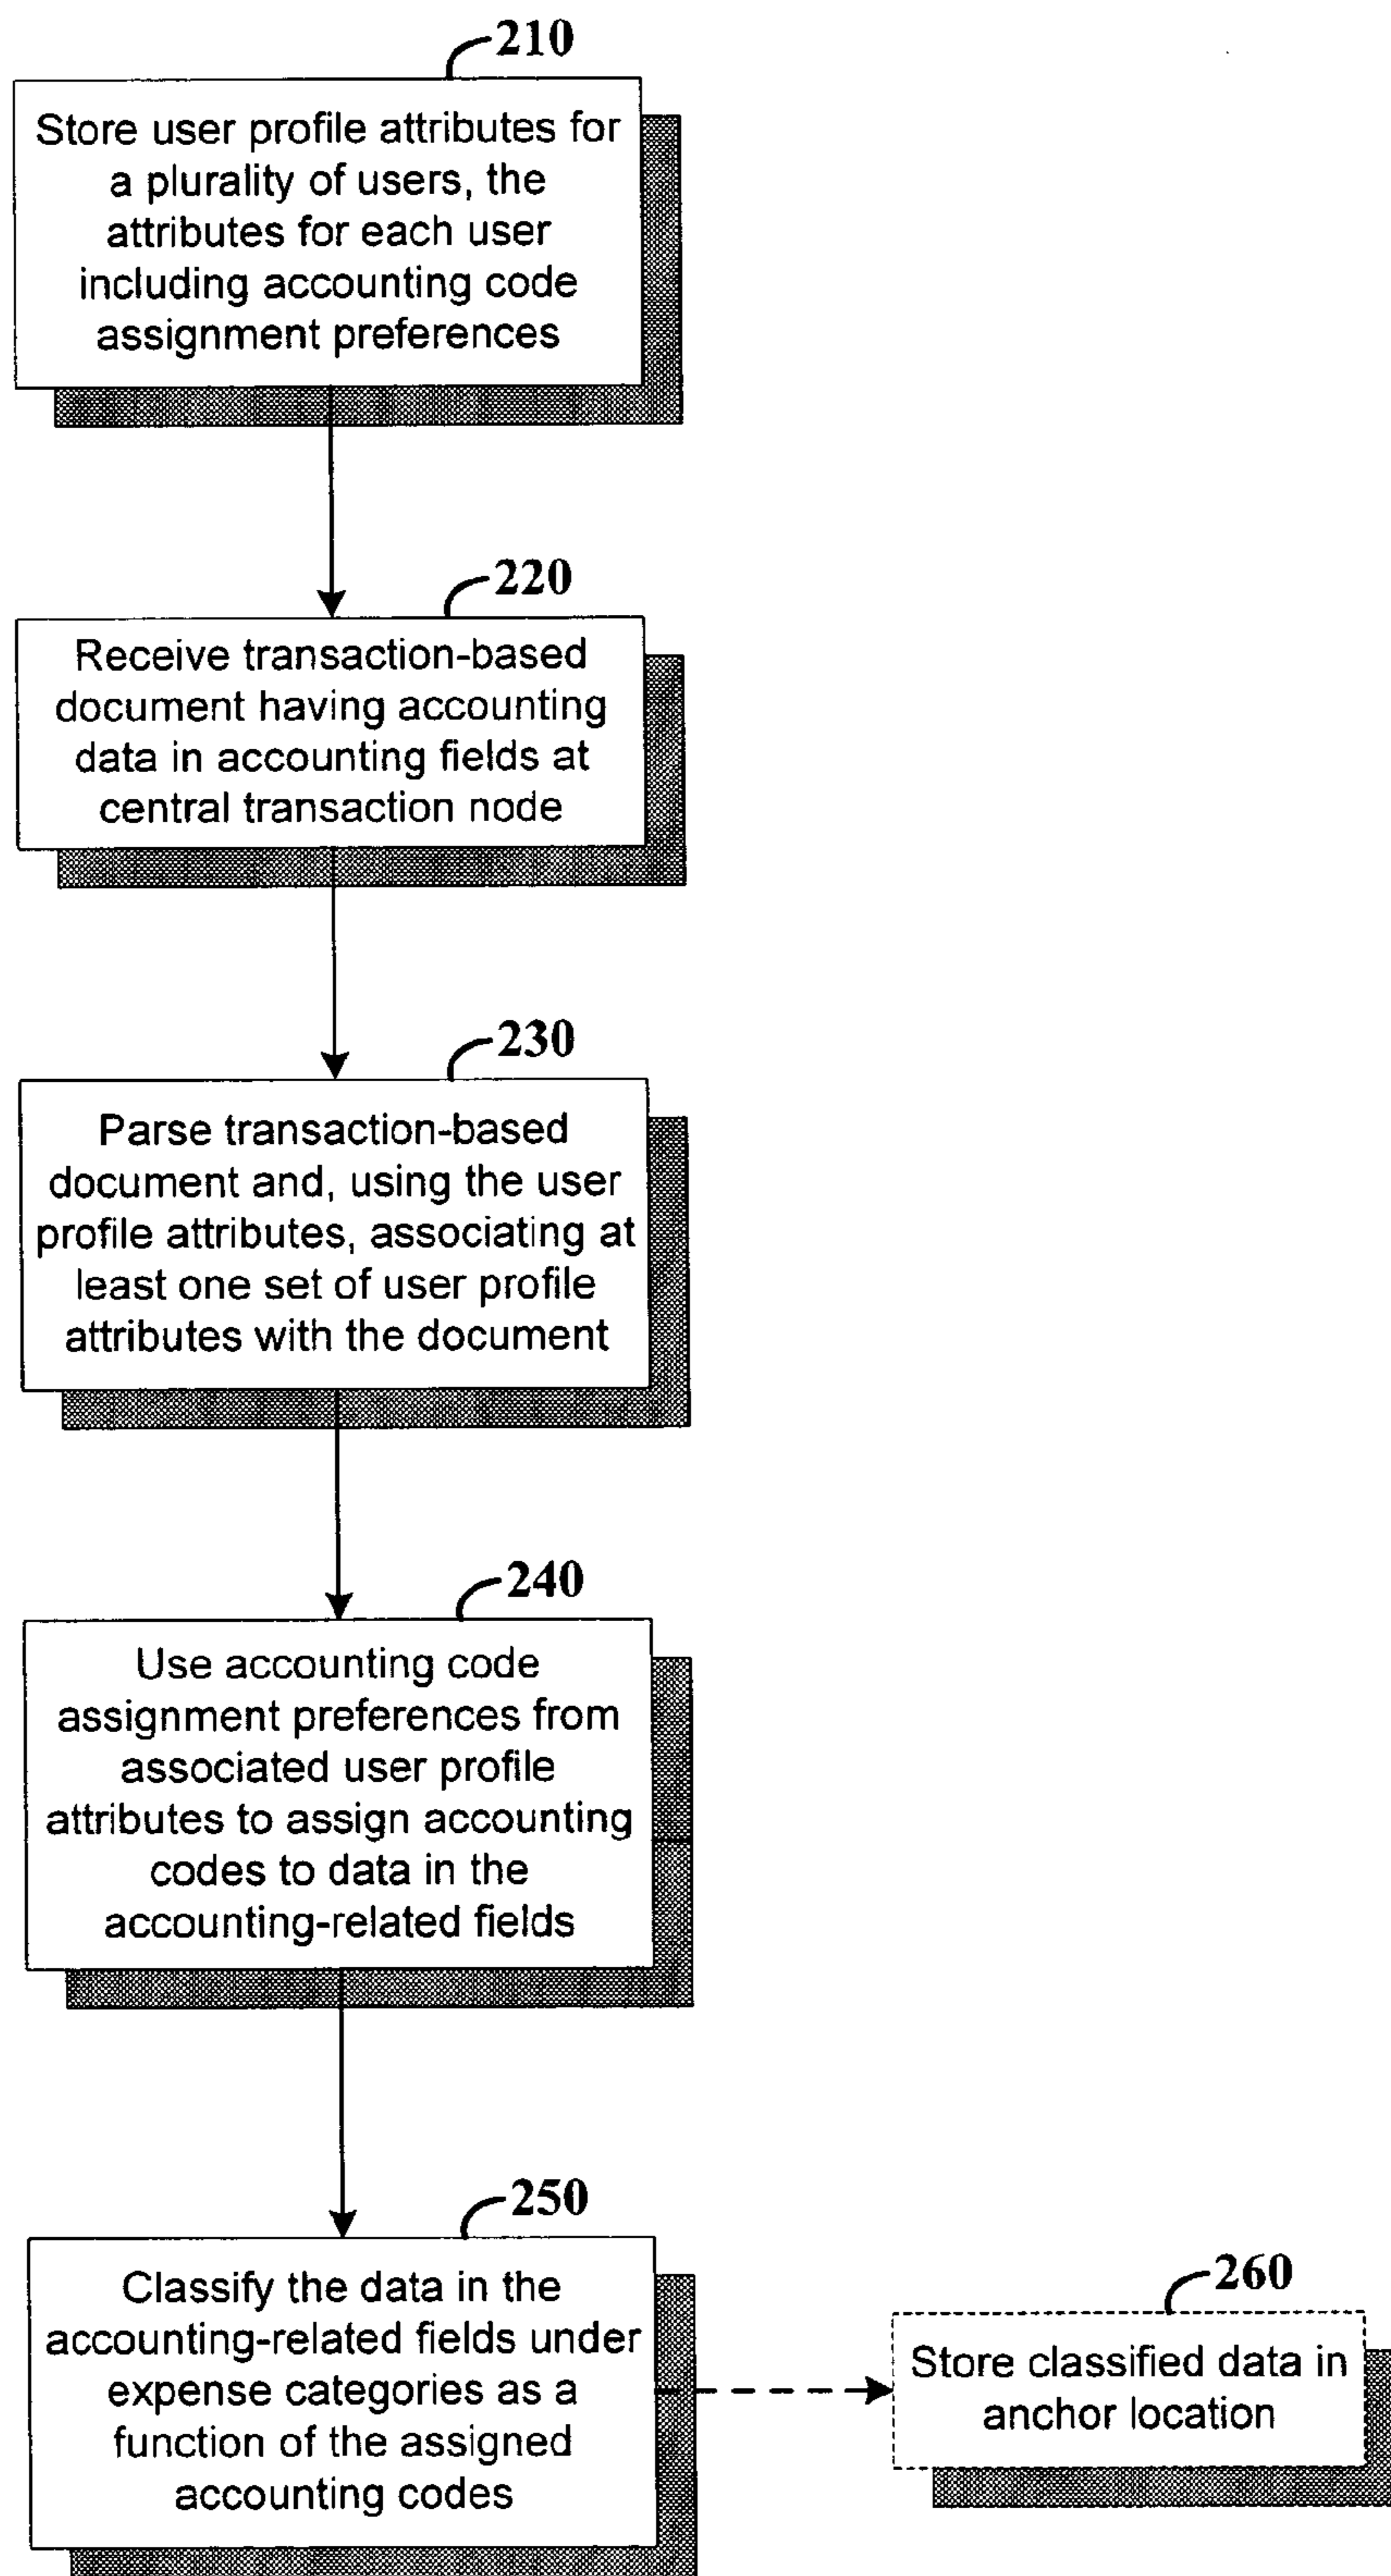 210
Store user profile attributes for
a plurality of users, the
attributes for each user
including accounting code
assignment preferences
220
Receive transaction-based
document having accounting
data in accounting fields at
central transaction node
230
Parse transaction-based
document and, using the user
profile attributes, associating at
least one set of user profile
attributes with the document
240
Use accounting code
assignment preferences from
associated user profile
attributes to assign accounting
codes to data in the
accounting-related fields
250
Classify the data in the
accounting-related fields under
expense categories as a
function of the assigned
accounting codes
260
Store classified data in
anchor location